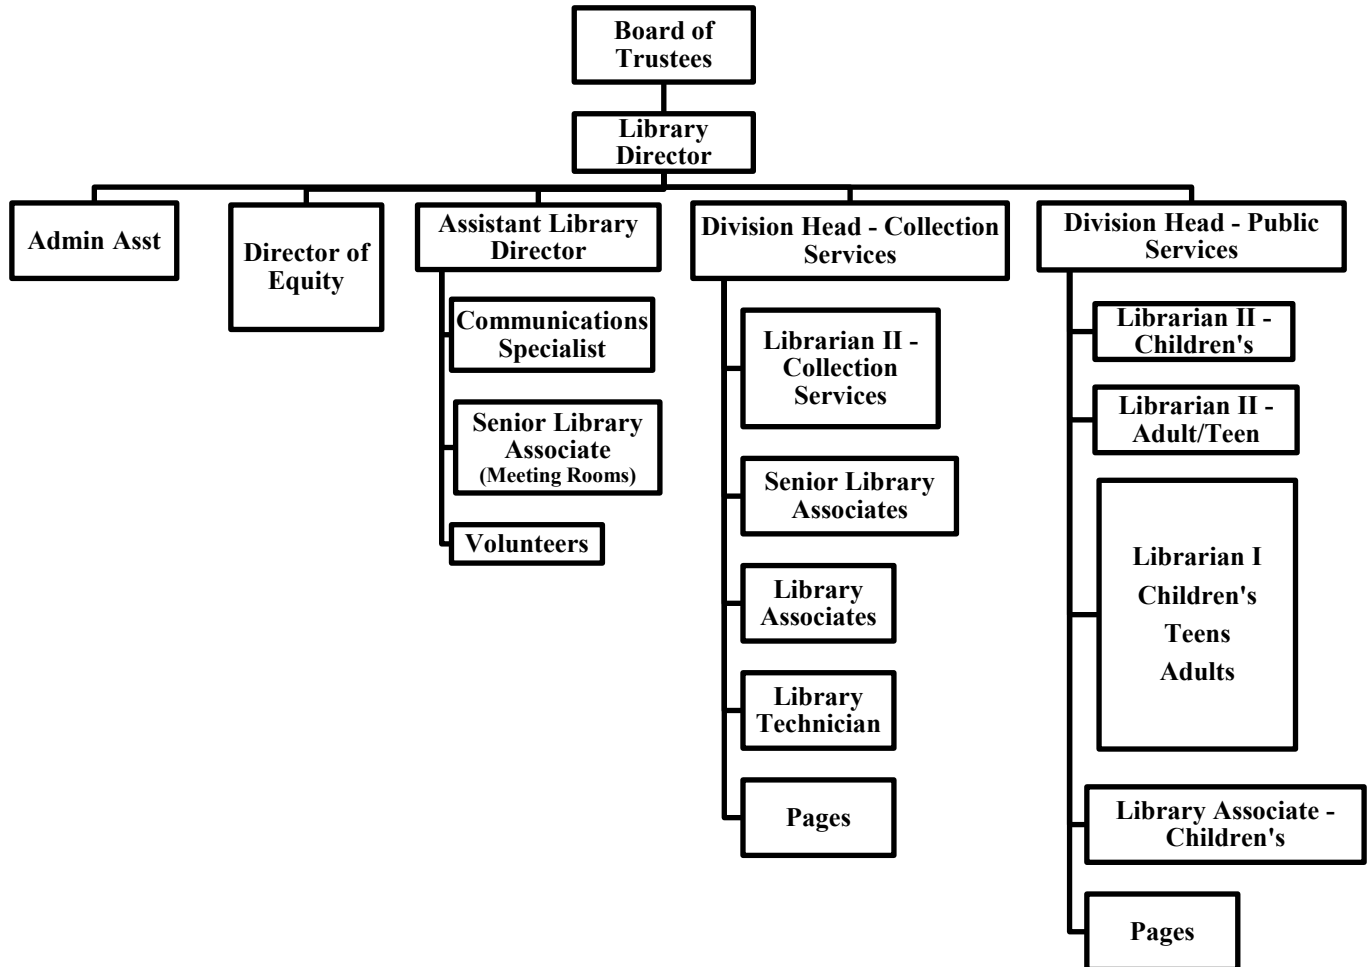 Board of
Trustees
Library
Director
Admin Asst
Director of
Equity
Assistant Library
Director
Communications
Specialist
Senior Library
Associate
(Meeting Rooms)
Volunteers
Division Head - Collection
Services
Librarian II -
Collection
Services
Senior Library
Associates
Library
Associates
Library
Technician
Pages
Division Head - Public
Services
Librarian II -
Children's
Librarian II -
Adult/Teen
Librarian I
Children's
Teens
Adults
Library Associate -
Children's
Pages